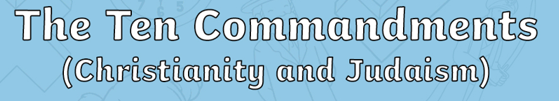 The Ten Commandments
(Christianity and Judaism)